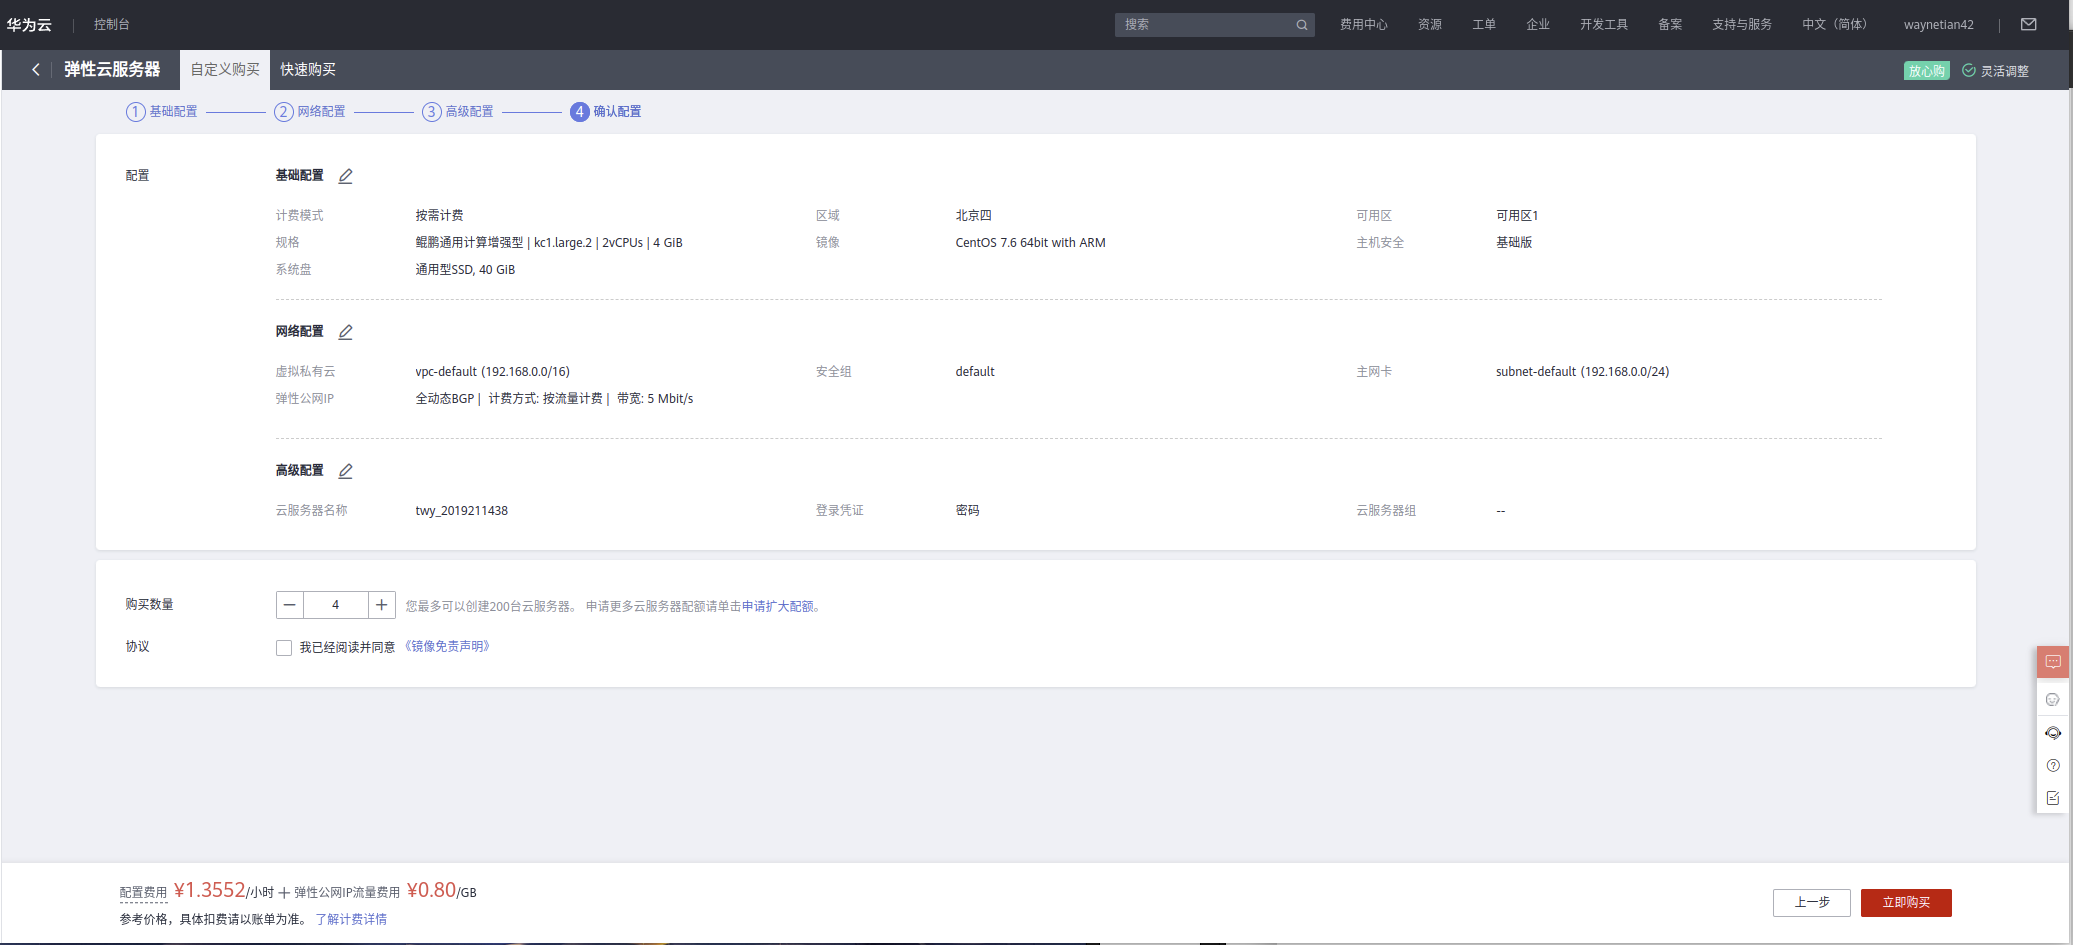 华为云 控制台 搜索 费用中心 资源 工单 企业 开发工具 备案 支持与服务 中文（简体） waynetian42
弹性云服务器 自定义购买 快速购买 放心购 灵活调整
1 基础配置 2 网络配置 3 高级配置 4 确认配置
配置 基础配置
计费模式 按需计费 区域 北京四 可用区 可用区1
规格 鲲鹏通用计算增强型 | kc1.large.2 | 2vCPUs | 4 GiB 镜像 CentOS 7.6 64bit with ARM 主机安全 基础版
系统盘 通用型SSD, 40 GiB
网络配置
虚拟私有云 vpc-default (192.168.0.0/16) 安全组 default 主网卡 subnet-default (192.168.0.0/24)
弹性公网IP 全动态BGP | 计费方式: 按流量计费 | 带宽: 5 Mbit/s
高级配置
云服务器名称 twy_2019211438 登录凭证 密码 云服务器组 --
购买数量 4 您最多可以创建200台云服务器。 申请更多云服务器配额请单击申请扩大配额。
协议 我已经阅读并同意 《镜像免责声明》
配置费用 ¥1.3552/小时 + 弹性公网IP流量费用 ¥0.80/GB
参考价格，具体扣费请以账单为准。 了解计费详情
上一步 立即购买